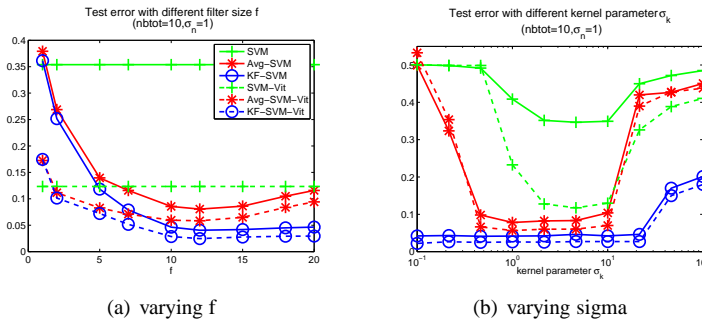 Test error with different filter size f
(nbtot=10,σn=1)
0.4
0.35
0.3
0.25
0.2
0.15
0.1
0.05
0
0
5
10
15
20
f
SVM
Avg−SVM
KF−SVM
SVM−Vit
Avg−SVM−Vit
KF−SVM−Vit
(a) varying f
Test error with different kernel parameter σk
(nbtot=10,σn=1)
0.5
0.4
0.3
0.2
0.1
0
10−1
100
101
kernel parameter σk
(b) varying sigma